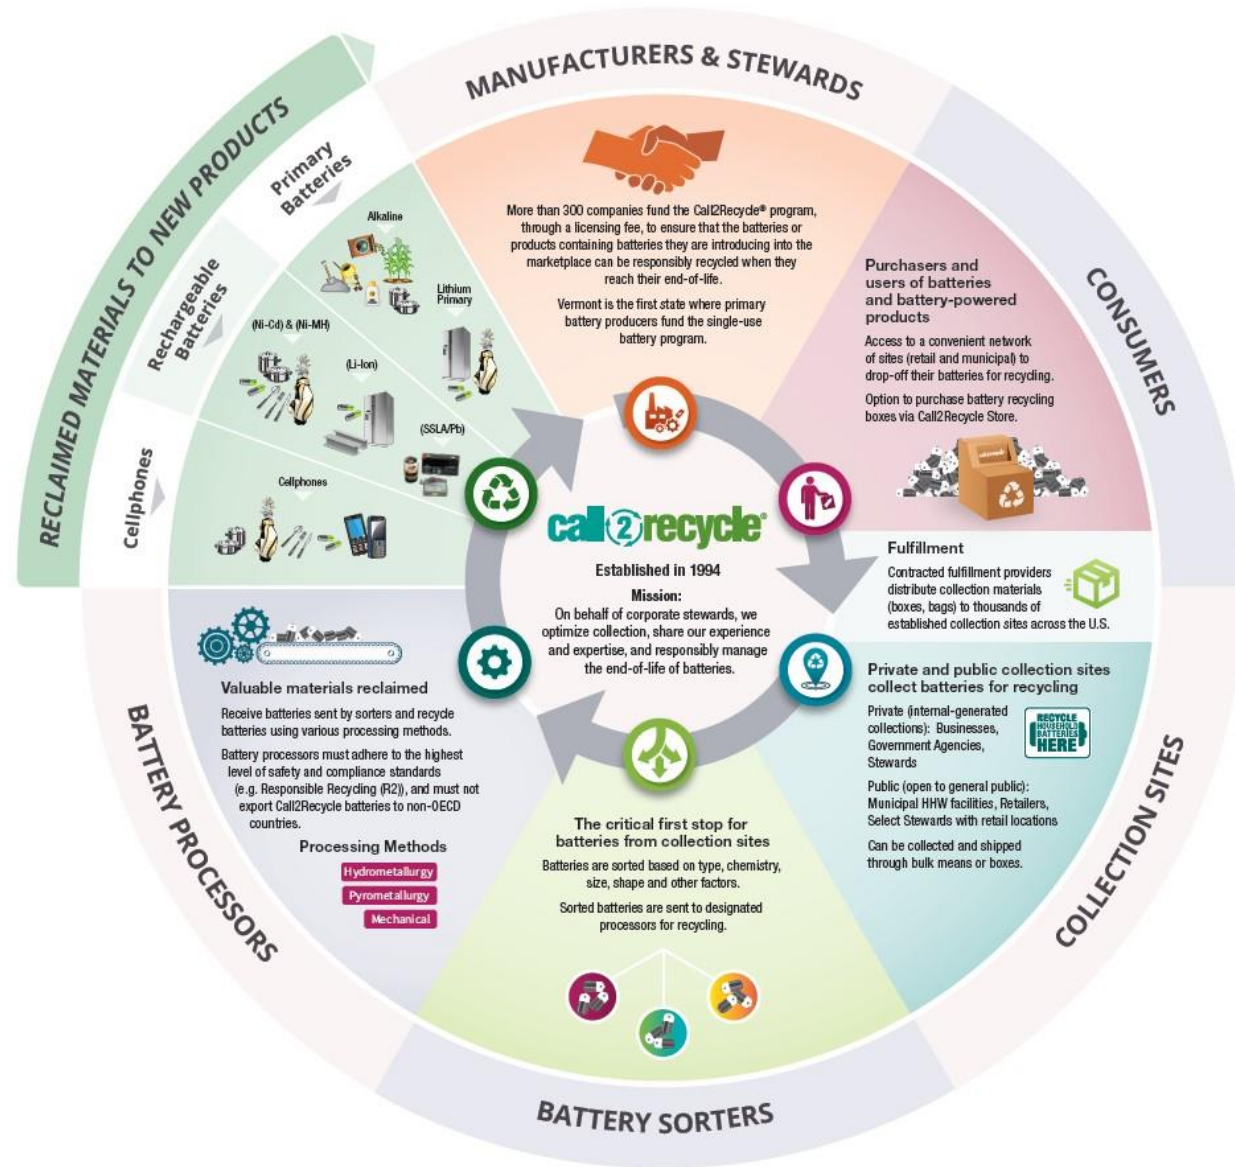 MANUFACTURERS & STEWARDS
More than 300 companies fund the Call2Recycle® program,
through a licensing fee, to ensure that the batteries or
products containing batteries they are introducing into the
marketplace can be responsibly recycled when they
reach their end-of-life.
Vermont is the first state where primary
battery producers fund the single-use
battery program.
CONSUMERS
Purchasers and
users of batteries
and battery-powered
products
Access to a convenient network
of sites (retail and municipal) to
drop-off their batteries for recycling.
Option to purchase battery recycling
boxes via Call2Recycle Store.
Fulfillment
Contracted fulfillment providers
distribute collection materials
(boxes, bags) to thousands of
established collection sites across the U.S.
COLLECTION SITES
Private and public collection sites
collect batteries for recycling
Private (internal-generated
collections): Businesses,
Government Agencies,
Stewards
RECYCLE
HOUSEHOLD
BATTERIES
HERE
Public (open to general public):
Municipal HHW facilities, Retailers,
Select Stewards with retail locations
Can be collected and shipped
through bulk means or boxes.
BATTERY SORTERS
The critical first stop for
batteries from collection sites
Batteries are sorted based on type, chemistry,
size, shape and other factors.
Sorted batteries are sent to designated
processors for recycling.
BATTERY PROCESSORS
Valuable materials reclaimed
Receive batteries sent by sorters and recycle
batteries using various processing methods.
Battery processors must adhere to the highest
level of safety and compliance standards
(e.g. Responsible Recycling (R2)), and must not
export Call2Recycle batteries to non-OECD
countries.
Processing Methods
Hydrometallurgy
Pyrometallurgy
Mechanical
RECLAIMED MATERIALS TO NEW PRODUCTS
Cellphones
Cellphones
Rechargeable
Batteries
(Ni-Cd) & (Ni-MH)
(Li-Ion)
(SSLA/Pb)
Primary
Batteries
Alkaline
Lithium
Primary
call2recycle®
Established in 1994
Mission:
On behalf of corporate stewards, we
optimize collection, share our experience
and expertise, and responsibly manage
the end-of-life of batteries.